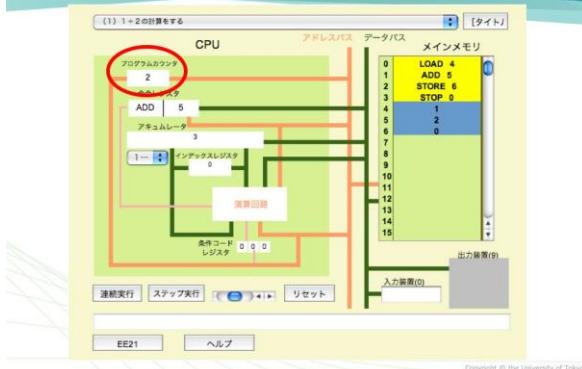 (1) 1+2の計算をする
[タイトル
CPU
アドレスバス
データバス
メインメモリ
プログラムカウンタ
2
命令レジスタ
ADD 5
アキュムレータ
3
インデックスレジスタ
0
演算回路
条件コード
レジスタ
0 0 0
0 LOAD 4
1 ADD 5
2 STORE 6
3 STOP 0
4 1
5 2
6 0
7
8
9
10
11
12
13
14
15
出力装置(9)
入力装置(0)
連続実行
ステップ実行
リセット
EE21
ヘルプ